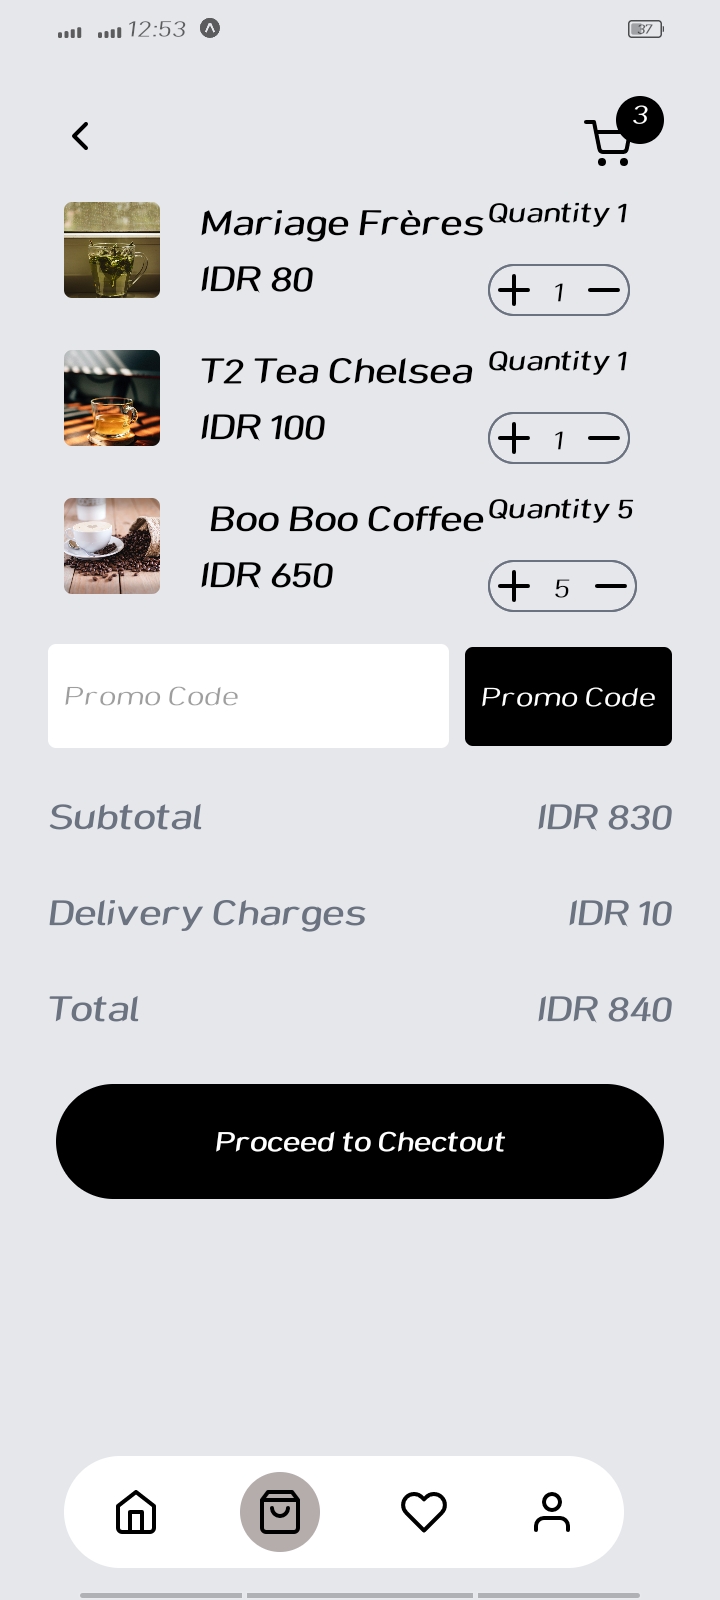 12:53
37
3
Mariage Frères Quantity 1
IDR 80
1
T2 Tea Chelsea Quantity 1
IDR 100
1
Boo Boo Coffee Quantity 5
IDR 650
5
Promo Code Promo Code
Subtotal IDR 830
Delivery Charges IDR 10
Total IDR 840
Proceed to Chectout